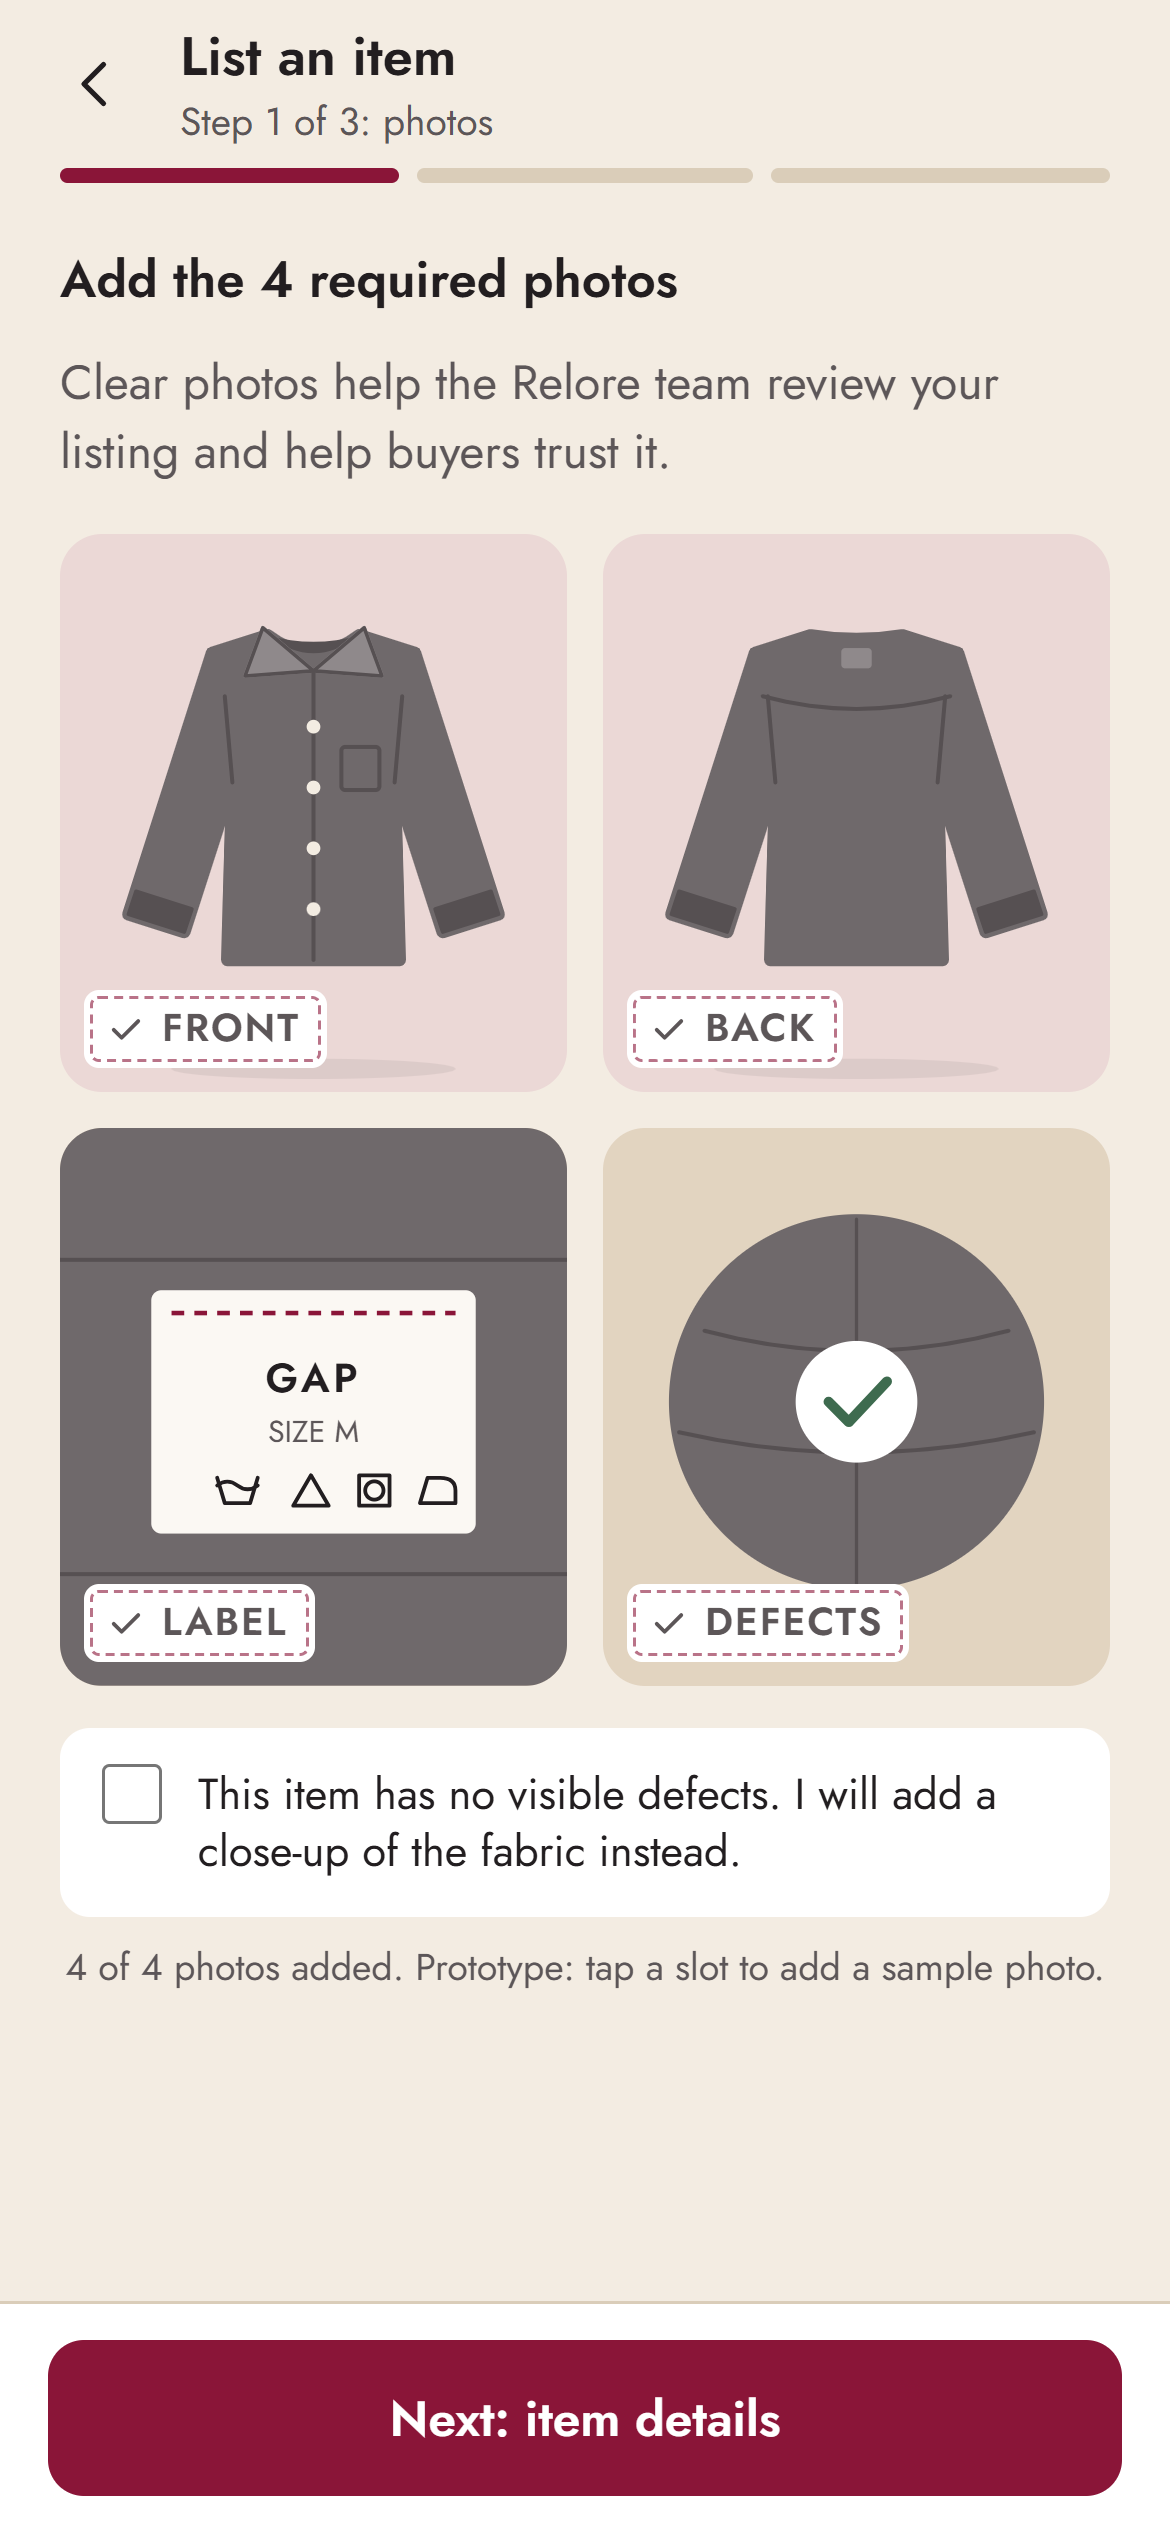 List an item
Step 1 of 3: photos
Add the 4 required photos
Clear photos help the Relore team review your
listing and help buyers trust it.
FRONT
BACK
GAP
SIZE M
LABEL
DEFECTS
This item has no visible defects. I will add a
close-up of the fabric instead.
4 of 4 photos added. Prototype: tap a slot to add a sample photo.
Next: item details